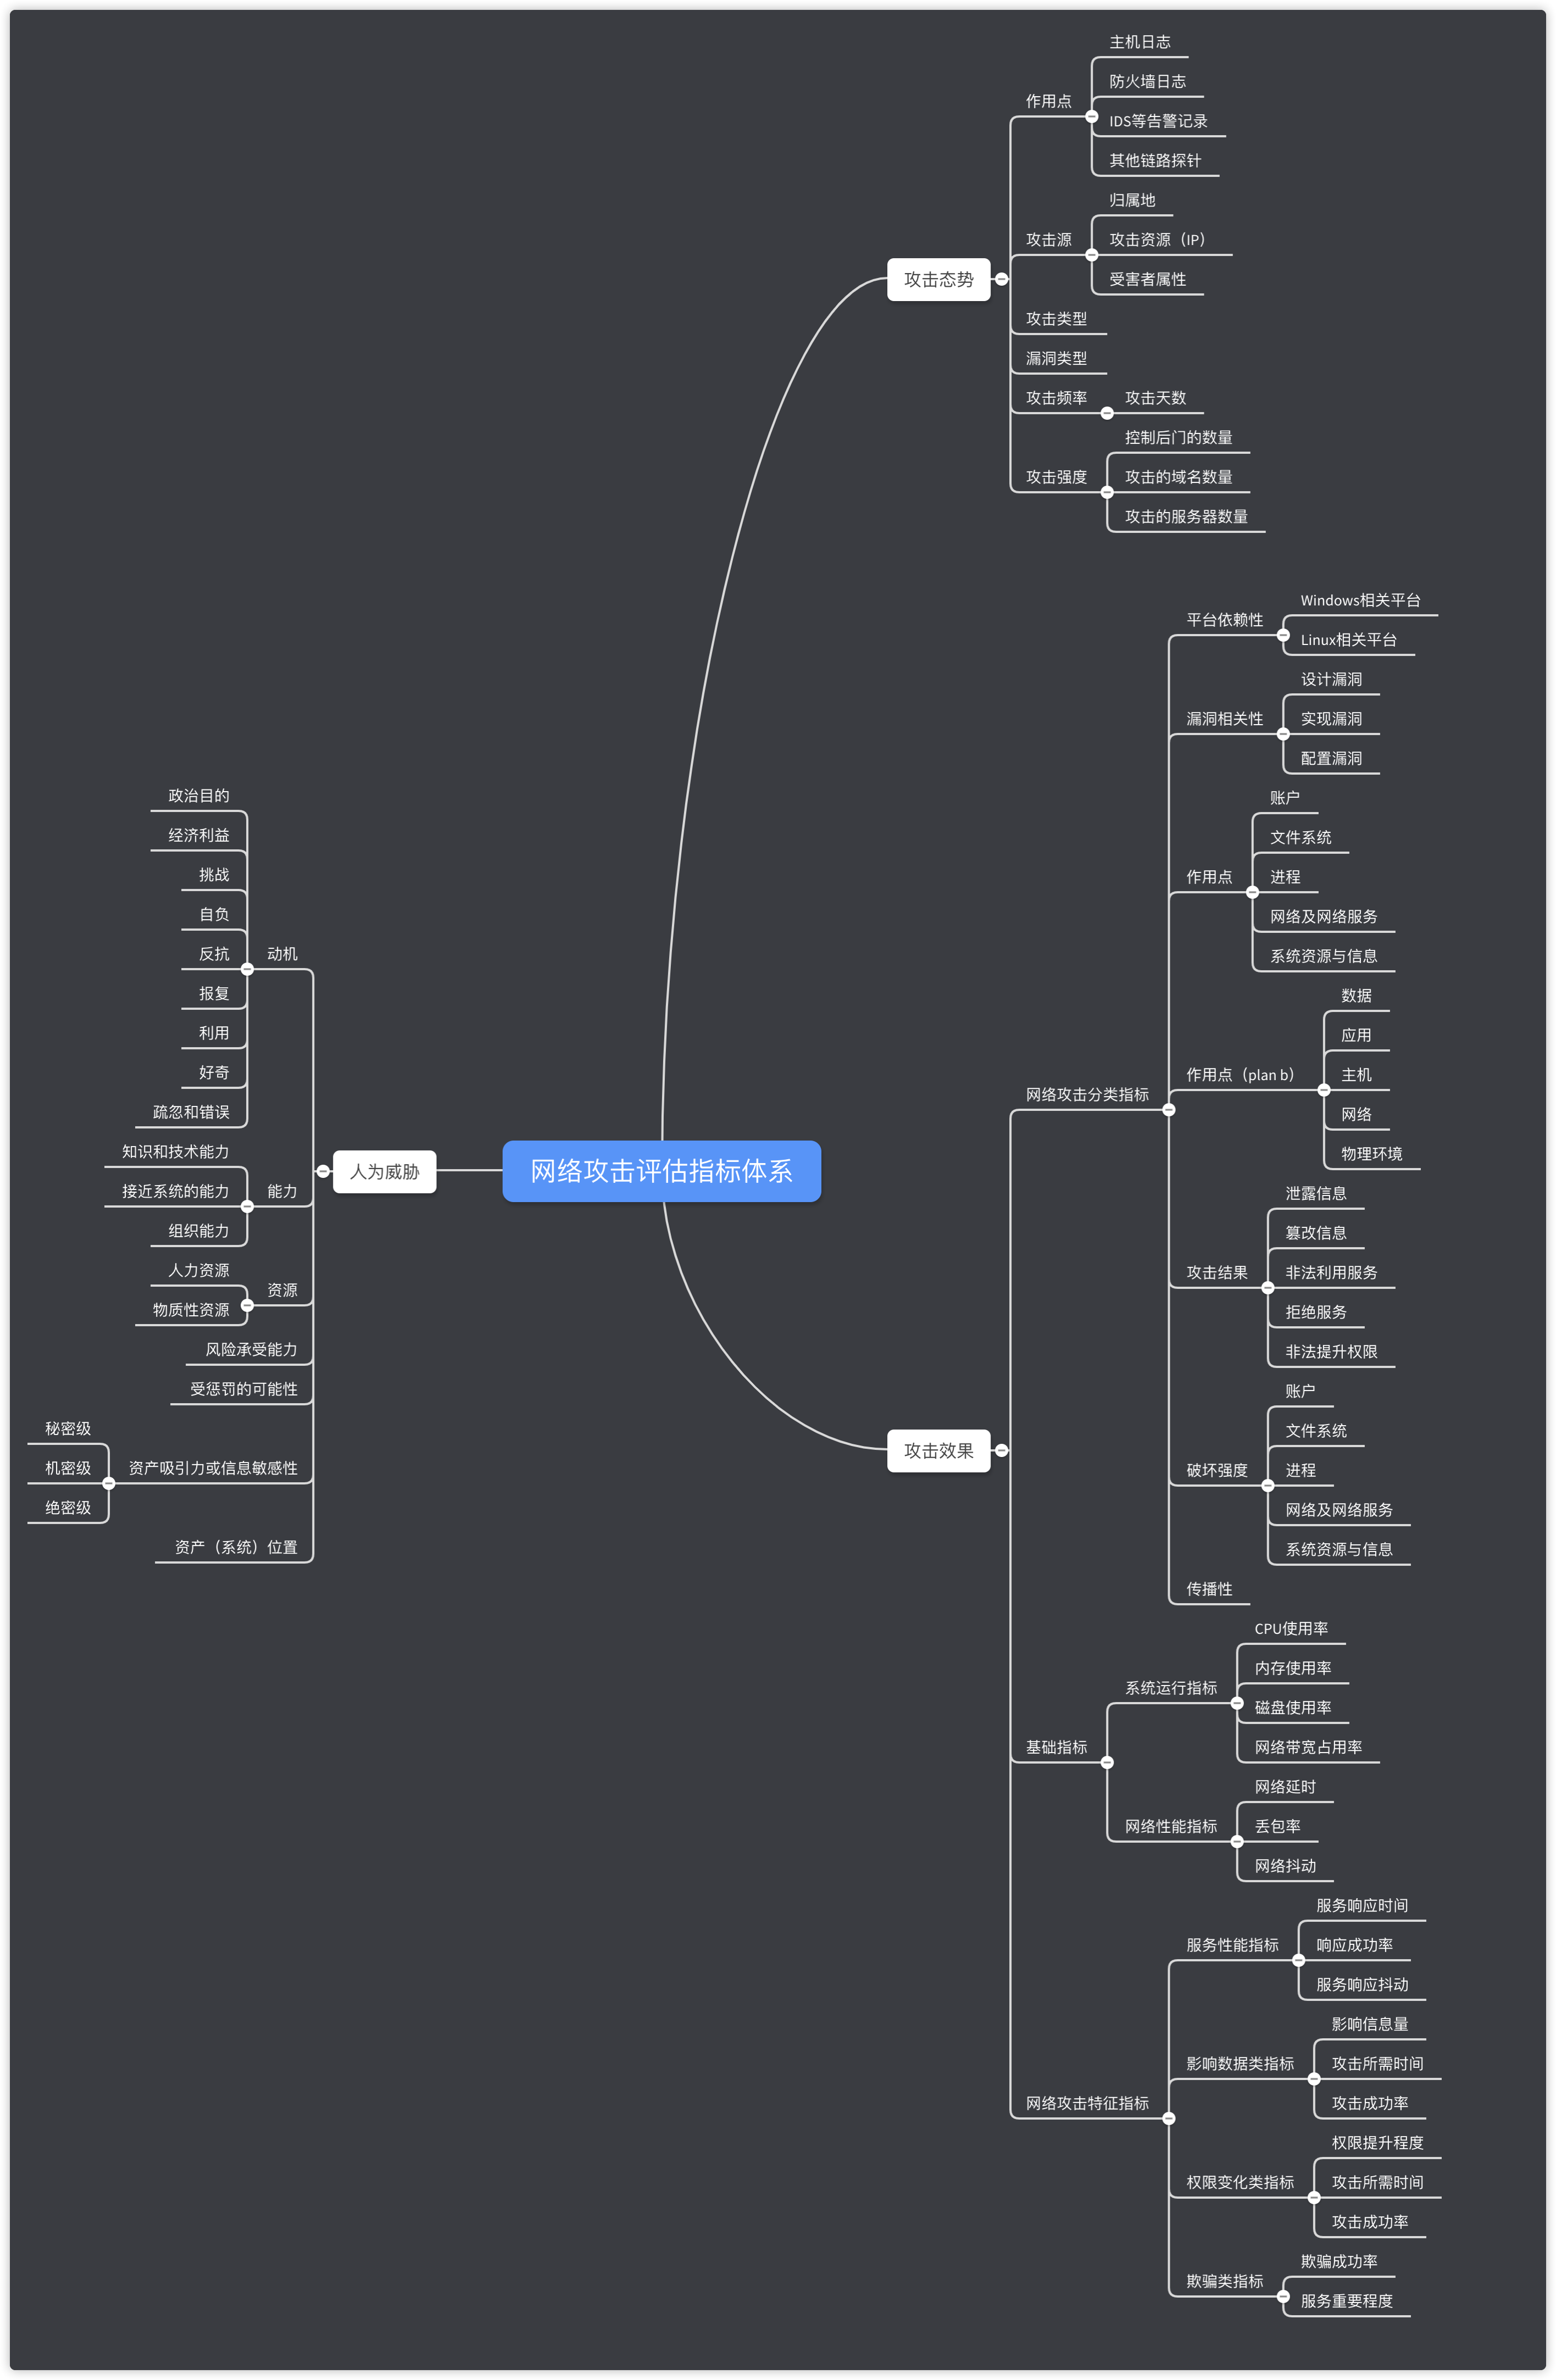 网络攻击评估指标体系
攻击态势
作用点
主机日志
防火墙日志
IDS等告警记录
其他链路探针
攻击源
归属地
攻击资源（IP）
受害者属性
攻击类型
漏洞类型
攻击频率
攻击天数
攻击强度
控制后门的数量
攻击的域名数量
攻击的服务器数量
攻击效果
网络攻击分类指标
平台依赖性
Windows相关平台
Linux相关平台
漏洞相关性
设计漏洞
实现漏洞
配置漏洞
作用点
账户
文件系统
进程
网络及网络服务
系统资源与信息
作用点（plan b）
数据
应用
主机
网络
物理环境
攻击结果
泄露信息
篡改信息
非法利用服务
拒绝服务
非法提升权限
破坏强度
账户
文件系统
进程
网络及网络服务
系统资源与信息
传播性
基础指标
系统运行指标
CPU使用率
内存使用率
磁盘使用率
网络带宽占用率
网络性能指标
网络延时
丢包率
网络抖动
网络攻击特征指标
服务性能指标
服务响应时间
响应成功率
服务响应抖动
影响数据类指标
影响信息量
攻击所需时间
攻击成功率
权限变化类指标
权限提升程度
攻击所需时间
攻击成功率
欺骗类指标
欺骗成功率
服务重要程度
人为威胁
动机
政治目的
经济利益
挑战
自负
反抗
报复
利用
好奇
疏忽和错误
能力
知识和技术能力
接近系统的能力
组织能力
资源
人力资源
物质性资源
风险承受能力
受惩罚的可能性
资产吸引力或信息敏感性
秘密级
机密级
绝密级
资产（系统）位置